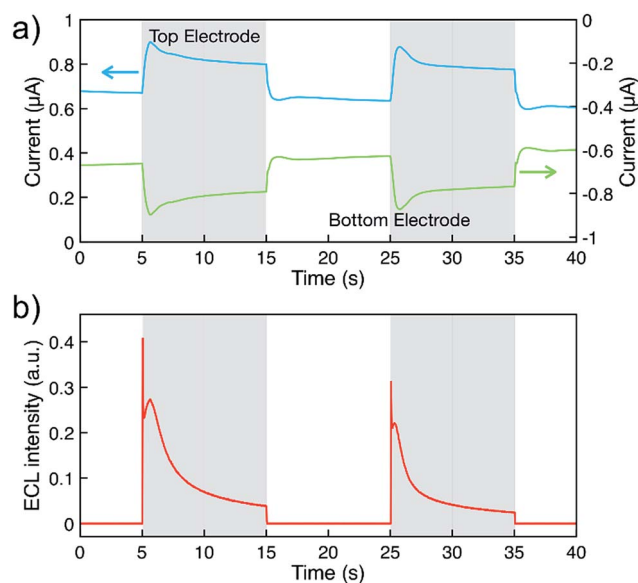 a)
1
0.8
0.6
0.4
0.2
0
Current (μA)
Top Electrode
Bottom Electrode
0
-0.2
-0.4
-0.6
-0.8
-1
Current (μA)
0 5 10 15 20 25 30 35 40
Time (s)
b)
0.4
0.3
0.2
0.1
0
ECL intensity (a.u.)
0 5 10 15 20 25 30 35 40
Time (s)